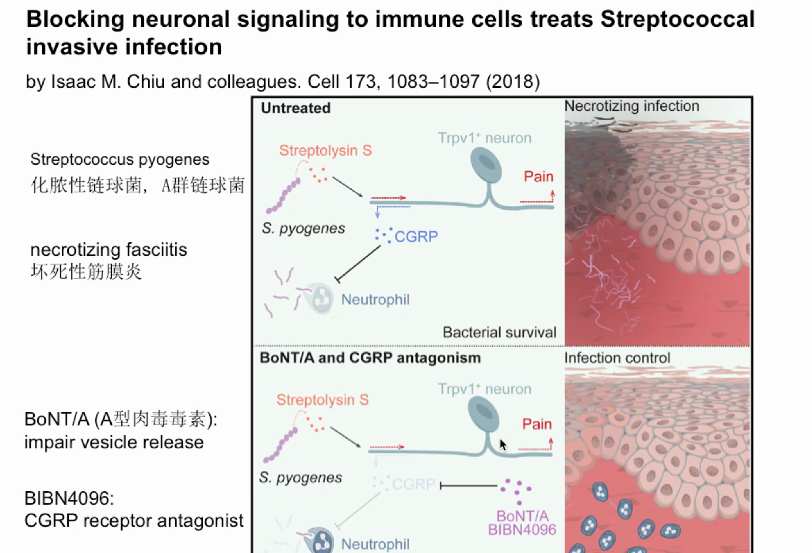 Blocking neuronal signaling to immune cells treats Streptococcal
invasive infection
by Isaac M. Chiu and colleagues. Cell 173, 1083–1097 (2018)
Untreated
Necrotizing infection
Trpv1⁺ neuron
Streptolysin S
Pain
Streptococcus pyogenes
化脓性链球菌, A群链球菌
S. pyogenes
CGRP
necrotizing fasciitis
坏死性筋膜炎
Neutrophil
Bacterial survival
BoNT/A and CGRP antagonism
Infection control
Trpv1⁺ neuron
Streptolysin S
Pain
BoNT/A (A型肉毒毒素):
impair vesicle release
S. pyogenes
CGRP
BIBN4096:
CGRP receptor antagonist
BoNT/A
BIBN4096
Neutrophil